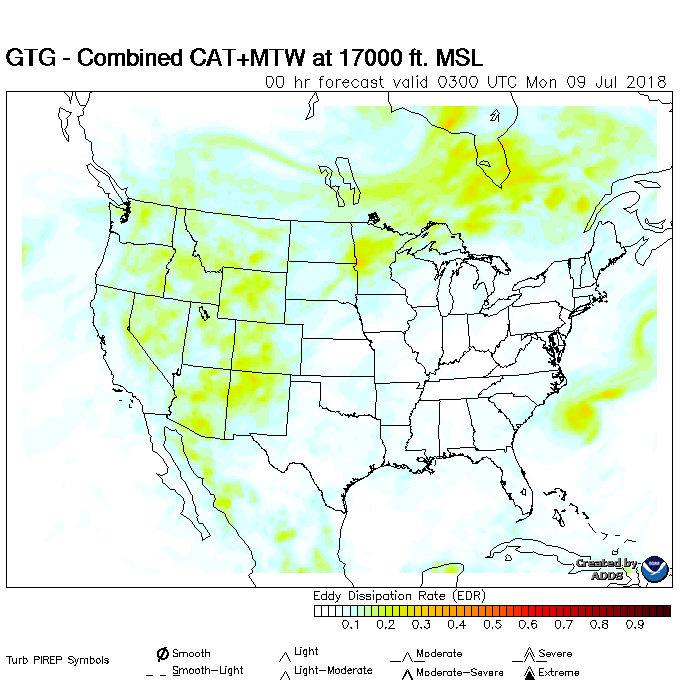 GTG - Combined CAT+MTW at 17000 ft. MSL
00 hr forecast valid 0300 UTC Mon 09 Jul 2018
Created by
ADDS
Eddy Dissipation Rate (EDR)
0.1 0.2 0.3 0.4 0.5 0.6 0.7 0.8 0.9
Turb PIREP Symbols
Smooth Light Moderate Severe
Smooth-Light Light-Moderate Moderate-Severe Extreme